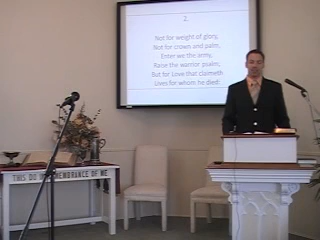 2.
Not for weight of glory,
Not for crown and palm,
Enter we the army,
Raise the warrior psalm;
But for Love that claimeth
Lives for whom he died:
THIS DO IN REMEMBRANCE OF ME